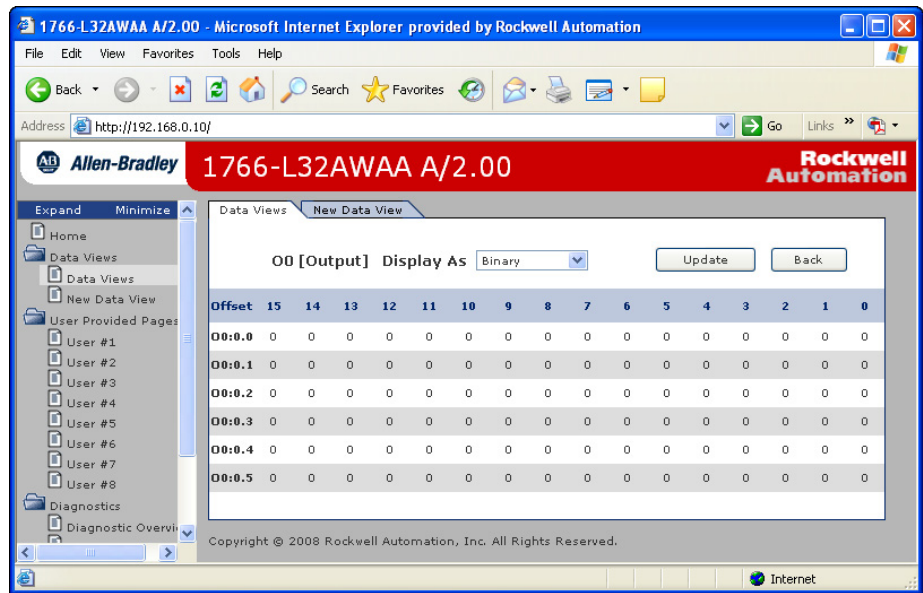 1766-L32AWAA A/2.00 - Microsoft Internet Explorer provided by Rockwell Automation
File Edit View Favorites Tools Help
Back Search Favorites
Address http://192.168.0.10/ Go Links »
AB Allen-Bradley 1766-L32AWAA A/2.00 Rockwell Automation
Expand Minimize
Home
Data Views
Data Views
New Data View
User Provided Pages
User #1
User #2
User #3
User #4
User #5
User #6
User #7
User #8
Diagnostics
Diagnostic Overvi
Data Views New Data View
O0 [Output] Display As Binary Update Back
Offset 15 14 13 12 11 10 9 8 7 6 5 4 3 2 1 0
O0:0.0 0 0 0 0 0 0 0 0 0 0 0 0 0 0 0 0
O0:0.1 0 0 0 0 0 0 0 0 0 0 0 0 0 0 0 0
O0:0.2 0 0 0 0 0 0 0 0 0 0 0 0 0 0 0 0
O0:0.3 0 0 0 0 0 0 0 0 0 0 0 0 0 0 0 0
O0:0.4 0 0 0 0 0 0 0 0 0 0 0 0 0 0 0 0
O0:0.5 0 0 0 0 0 0 0 0 0 0 0 0 0 0 0 0
Copyright © 2008 Rockwell Automation, Inc. All Rights Reserved.
Internet